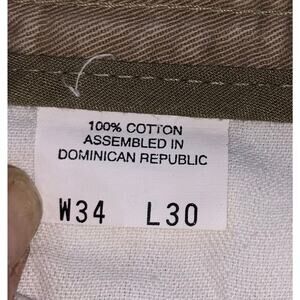 100% COTTON
ASSEMBLED IN
DOMINICAN REPUBLIC
W34 L30